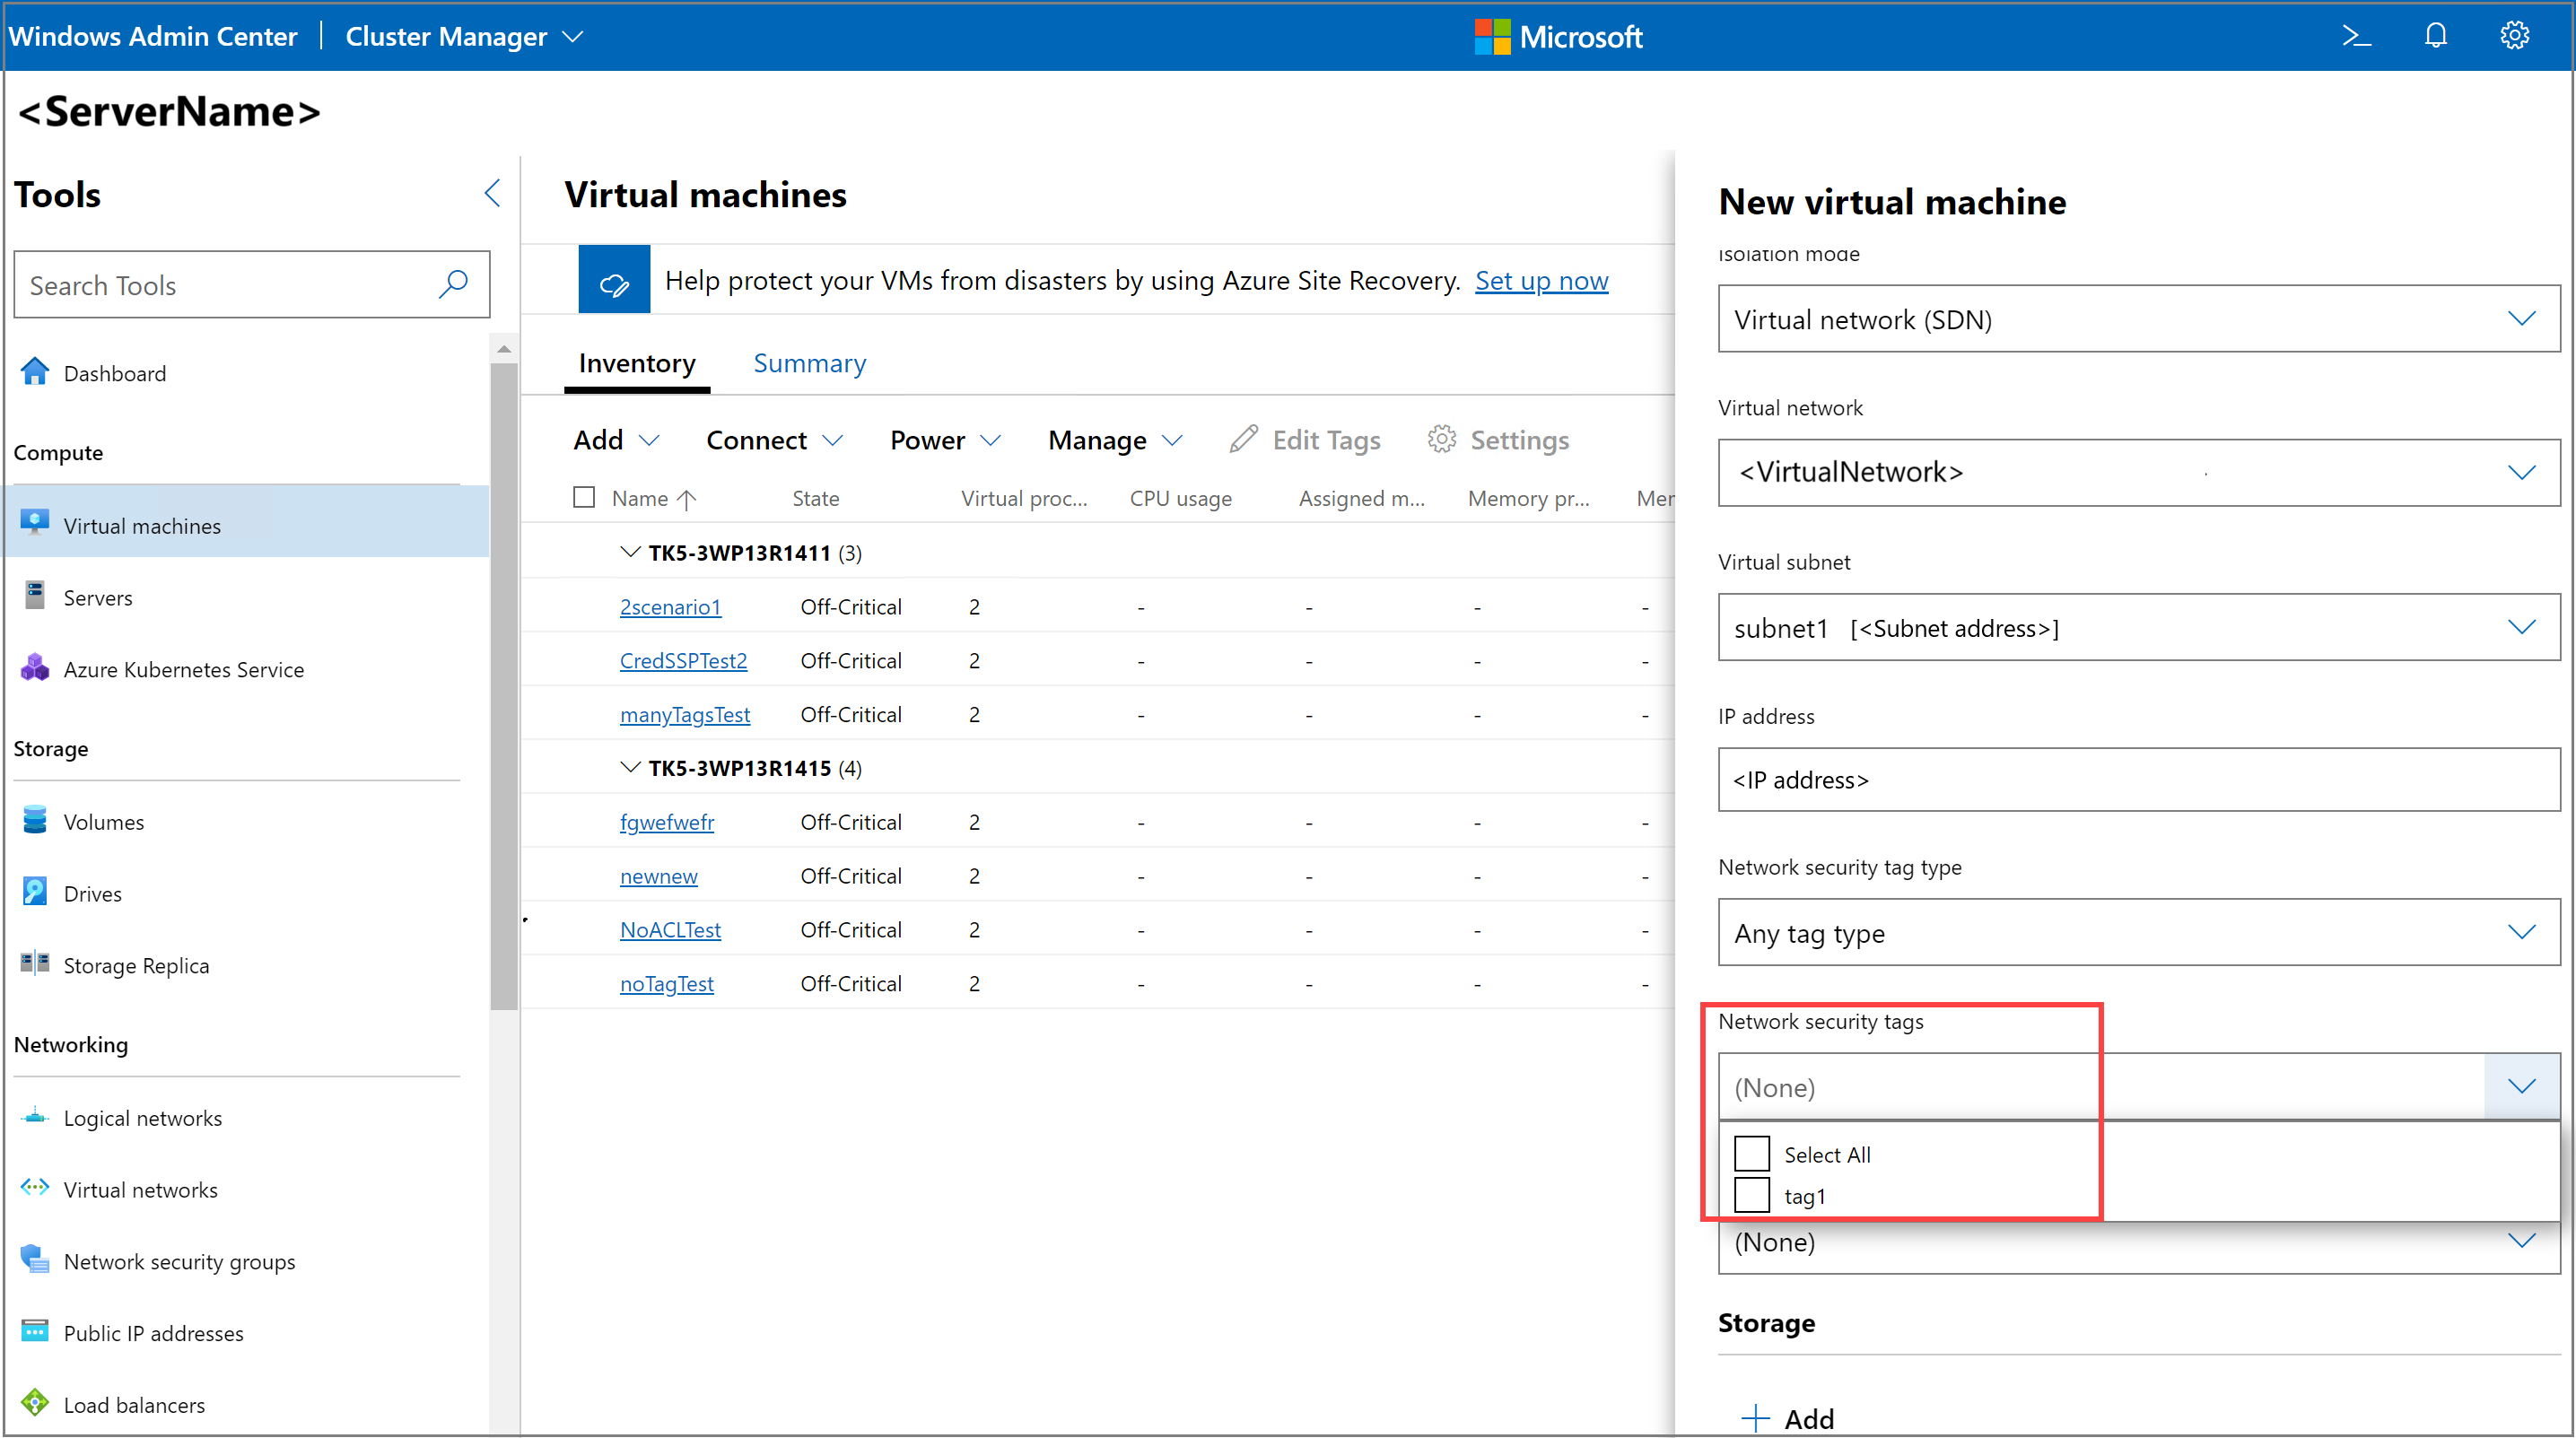 Windows Admin Center | Cluster Manager
Microsoft
<ServerName>
Tools
Search Tools
Dashboard
Compute
Virtual machines
Servers
Azure Kubernetes Service
Storage
Volumes
Drives
Storage Replica
Networking
Logical networks
Virtual networks
Network security groups
Public IP addresses
Load balancers
Virtual machines
Help protect your VMs from disasters by using Azure Site Recovery. Set up now
Inventory Summary
Add Connect Power Manage Edit Tags Settings
Name State Virtual proc... CPU usage Assigned m... Memory pr... Mer
TK5-3WP13R1411 (3)
2scenario1 Off-Critical 2 - - - -
CredSSPTest2 Off-Critical 2 - - - -
manyTagsTest Off-Critical 2 - - - -
TK5-3WP13R1415 (4)
fgwefwefr Off-Critical 2 - - - -
newnew Off-Critical 2 - - - -
NoACLTest Off-Critical 2 - - - -
noTagTest Off-Critical 2 - - - -
New virtual machine
Isolation mode
Virtual network (SDN)
Virtual network
<VirtualNetwork>
Virtual subnet
subnet1 [<Subnet address>]
IP address
<IP address>
Network security tag type
Any tag type
Network security tags
(None)
Select All
tag1
(None)
Storage
Add